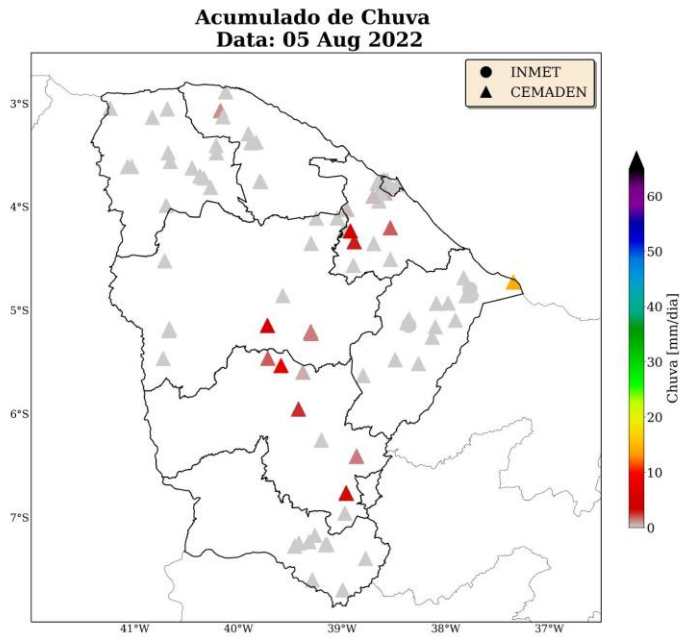 Acumulado de Chuva
Data: 05 Aug 2022
INMET
CEMADEN
3°S
4°S
5°S
6°S
7°S
41°W
40°W
39°W
38°W
37°W
60
50
40
30
20
10
0
Chuva [mm/dia]